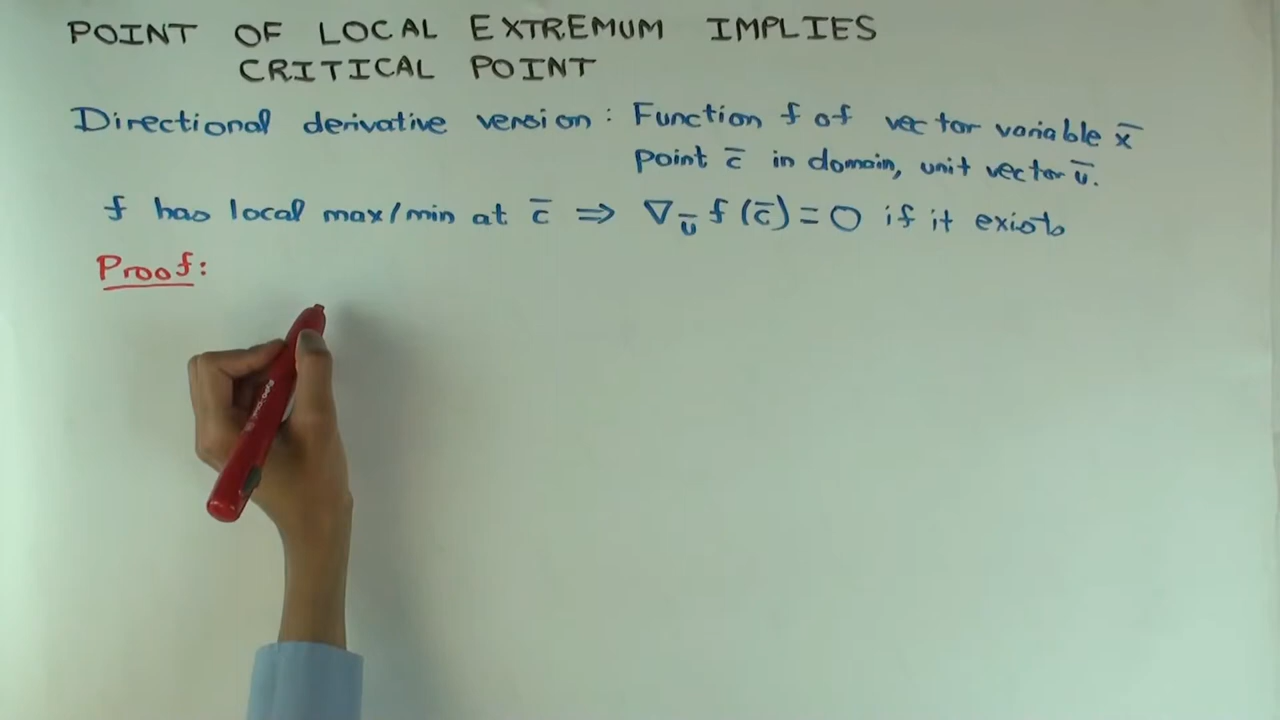 POINT OF LOCAL EXTREMUM IMPLIES
CRITICAL POINT
Directional derivative version: Function f of vector variable x̄
point c̄ in domain, unit vector ū.
f has local max/min at c̄ ⇒ ∇_ū f(c̄) = 0 if it exists
Proof: